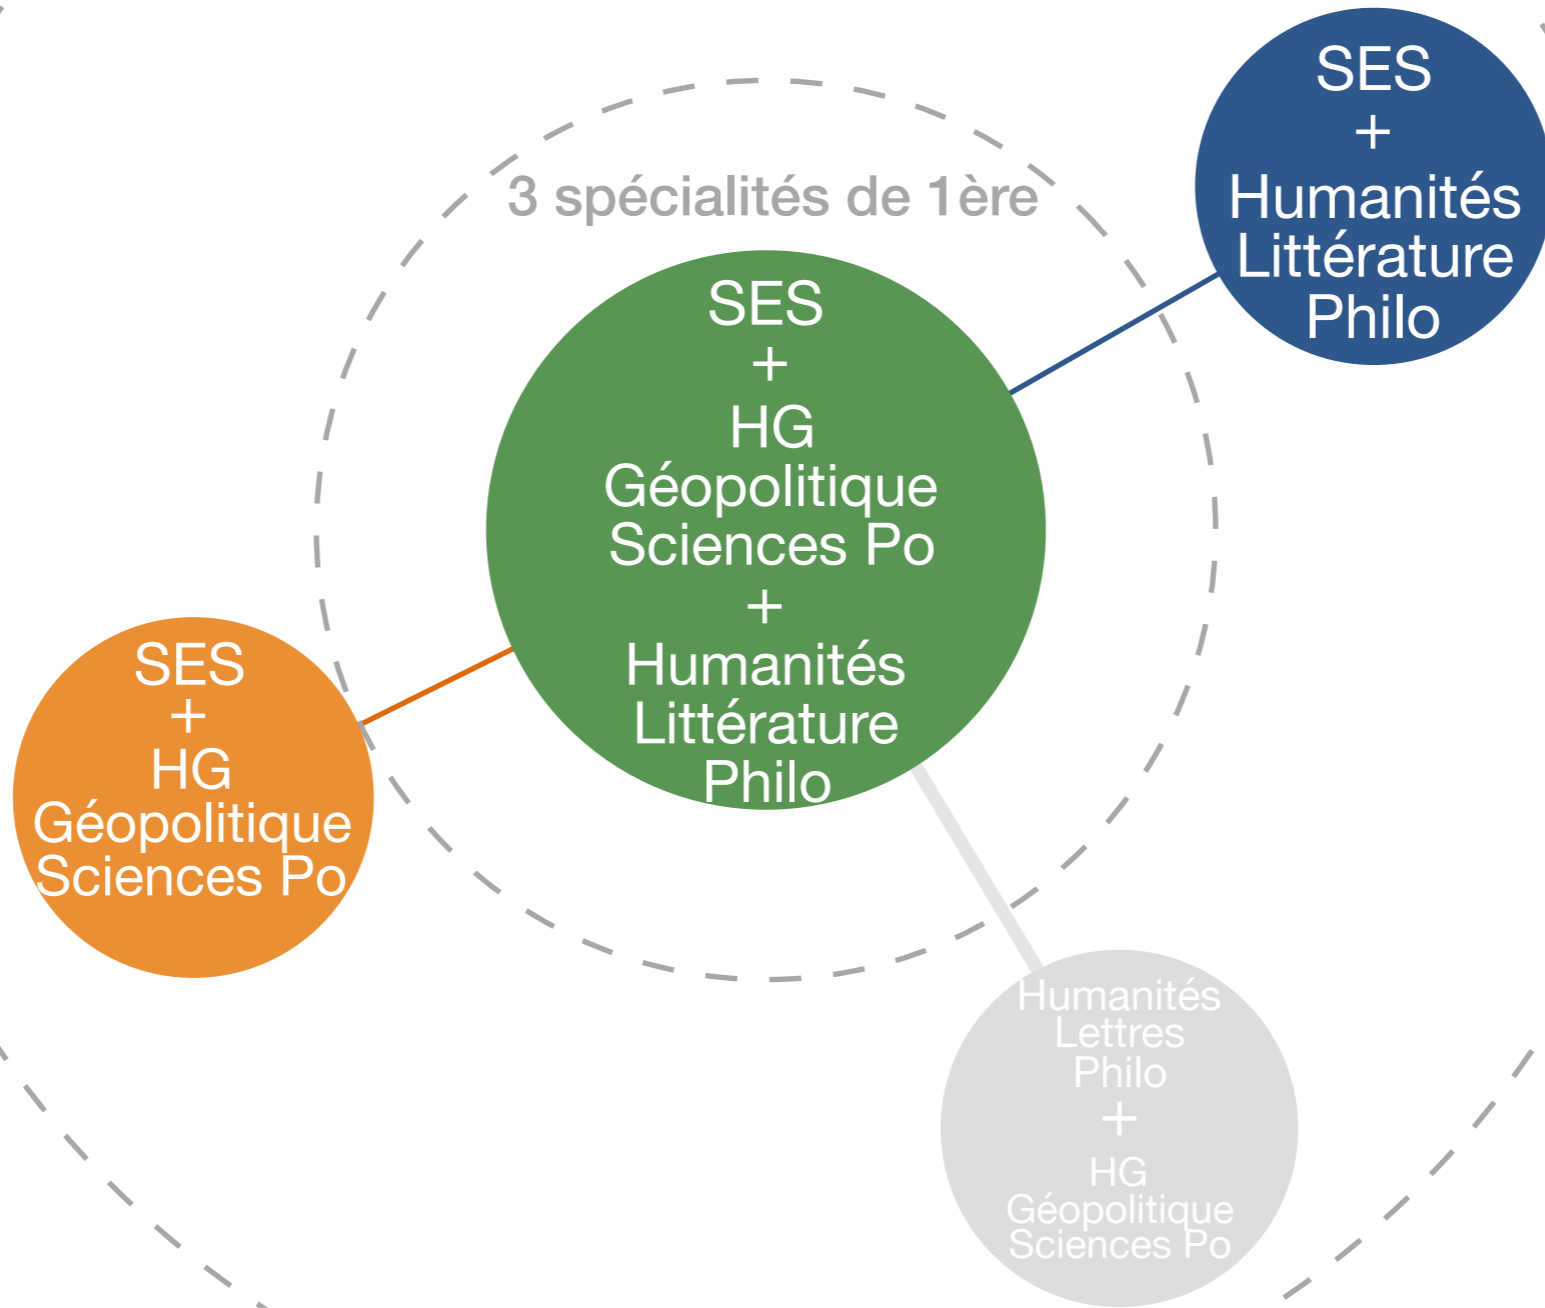 SES
+
Humanités
Littérature
Philo
3 spécialités de 1ère
SES
+
HG
Géopolitique
Sciences Po
+
Humanités
Littérature
Philo
SES
+
HG
Géopolitique
Sciences Po
Humanités
Lettres
Philo
+
HG
Géopolitique
Sciences Po